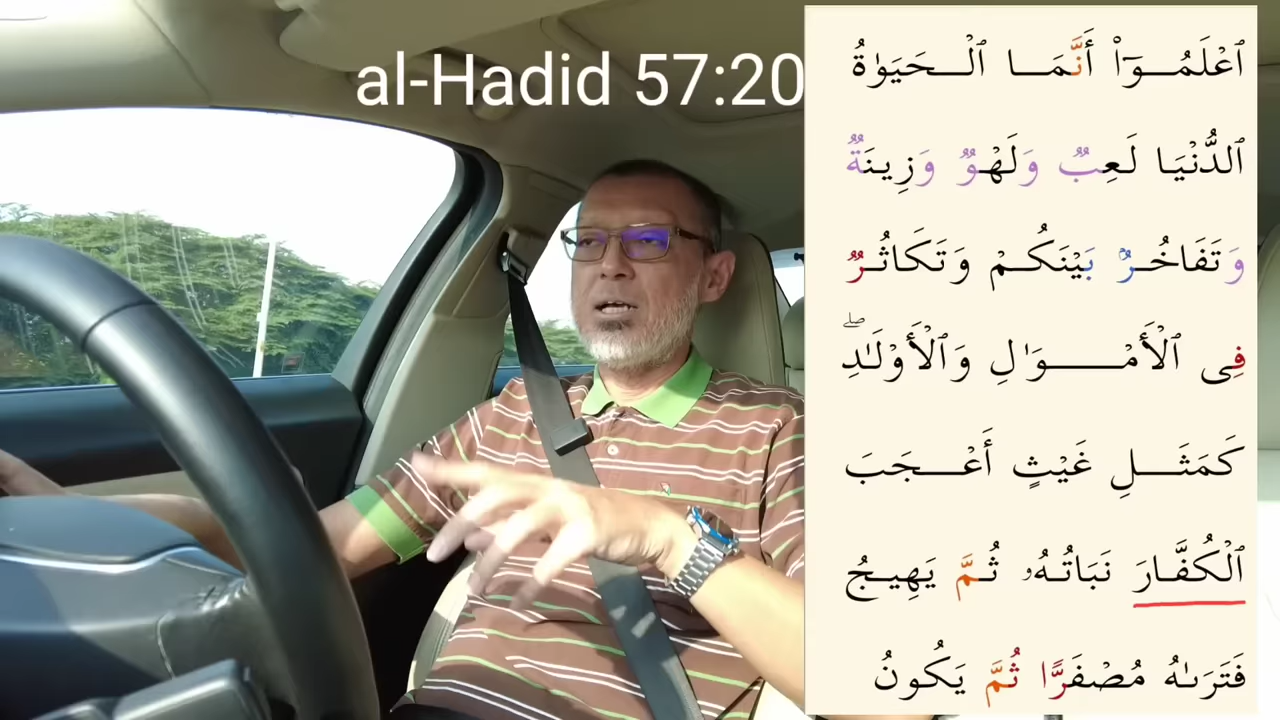 al-Hadid 57:20
ٱعْلَمُوٓا۟ أَنَّمَا ٱلْحَيَوٰةُ
ٱلدُّنْيَا لَعِبٌ وَلَهْوٌ وَزِينَةٌ
وَتَفَاخُرٌۢ بَيْنَكُمْ وَتَكَاثُرٌ
فِى ٱلْأَمْوَٰلِ وَٱلْأَوْلَـٰدِ ۖ
كَمَثَلِ غَيْثٍ أَعْجَبَ
ٱلْكُفَّارَ نَبَاتُهُۥ ثُمَّ يَهِيجُ
فَتَرَىٰهُ مُصْفَرًّا ثُمَّ يَكُونُ